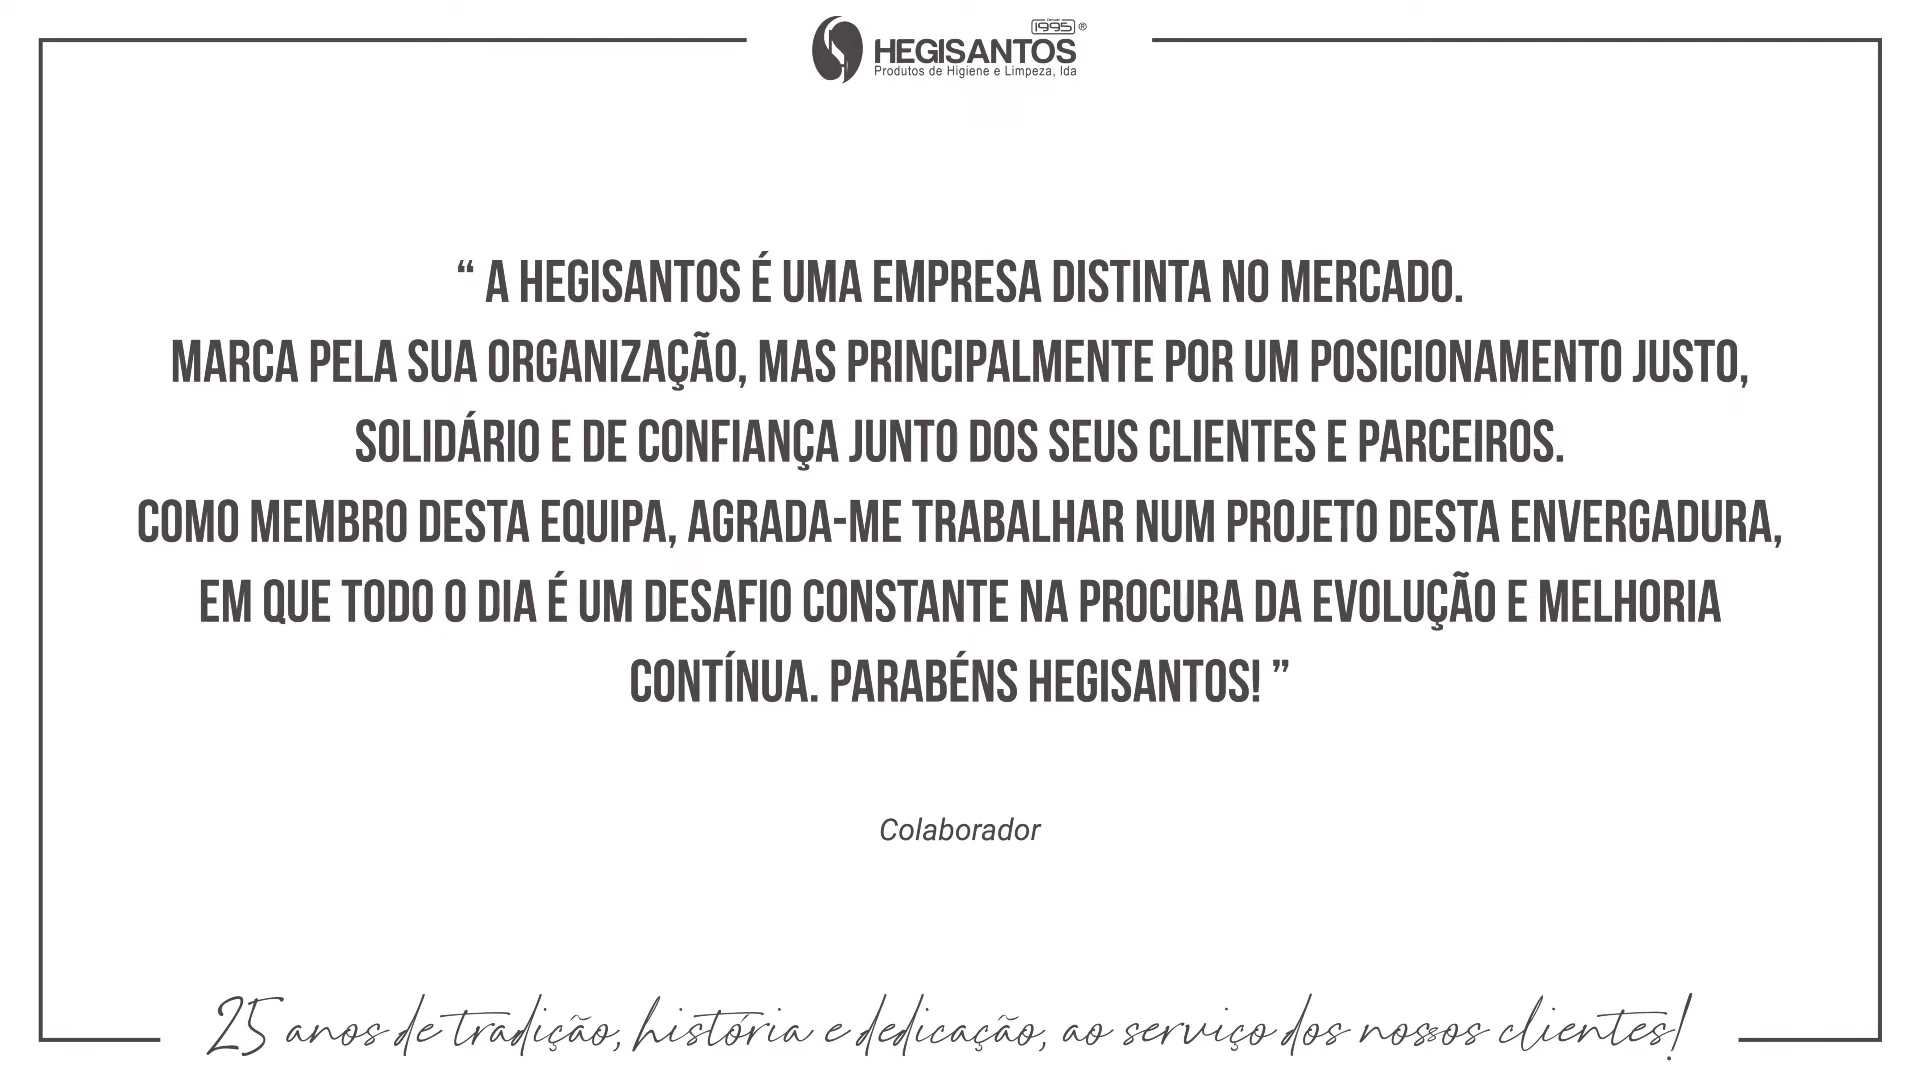 Desde 1995 ®
HEGISANTOS
Produtos de Higiene e Limpeza, lda
“ A HEGISANTOS É UMA EMPRESA DISTINTA NO MERCADO.
MARCA PELA SUA ORGANIZAÇÃO, MAS PRINCIPALMENTE POR UM POSICIONAMENTO JUSTO,
SOLIDÁRIO E DE CONFIANÇA JUNTO DOS SEUS CLIENTES E PARCEIROS.
COMO MEMBRO DESTA EQUIPA, AGRADA-ME TRABALHAR NUM PROJETO DESTA ENVERGADURA,
EM QUE TODO O DIA É UM DESAFIO CONSTANTE NA PROCURA DA EVOLUÇÃO E MELHORIA
CONTÍNUA. PARABÉNS HEGISANTOS! ”
Colaborador
25 anos de tradição, história e dedicação, ao serviço dos nossos clientes!